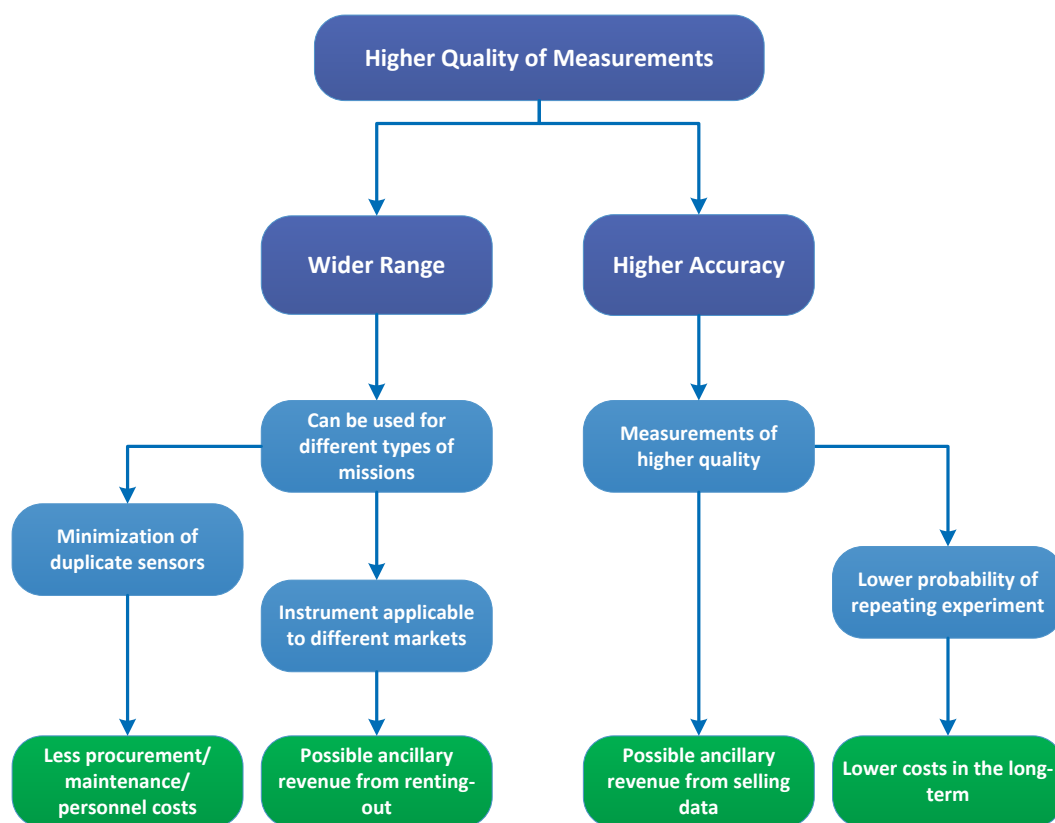 Higher Quality of Measurements
Wider Range
Higher Accuracy
Can be used for
different types of
missions
Measurements of
higher quality
Minimization of
duplicate sensors
Lower probability of
repeating experiment
Instrument applicable
to different markets
Less procurement/
maintenance/
personnel costs
Possible ancillary
revenue from renting-
out
Possible ancillary
revenue from selling
data
Lower costs in the long-
term